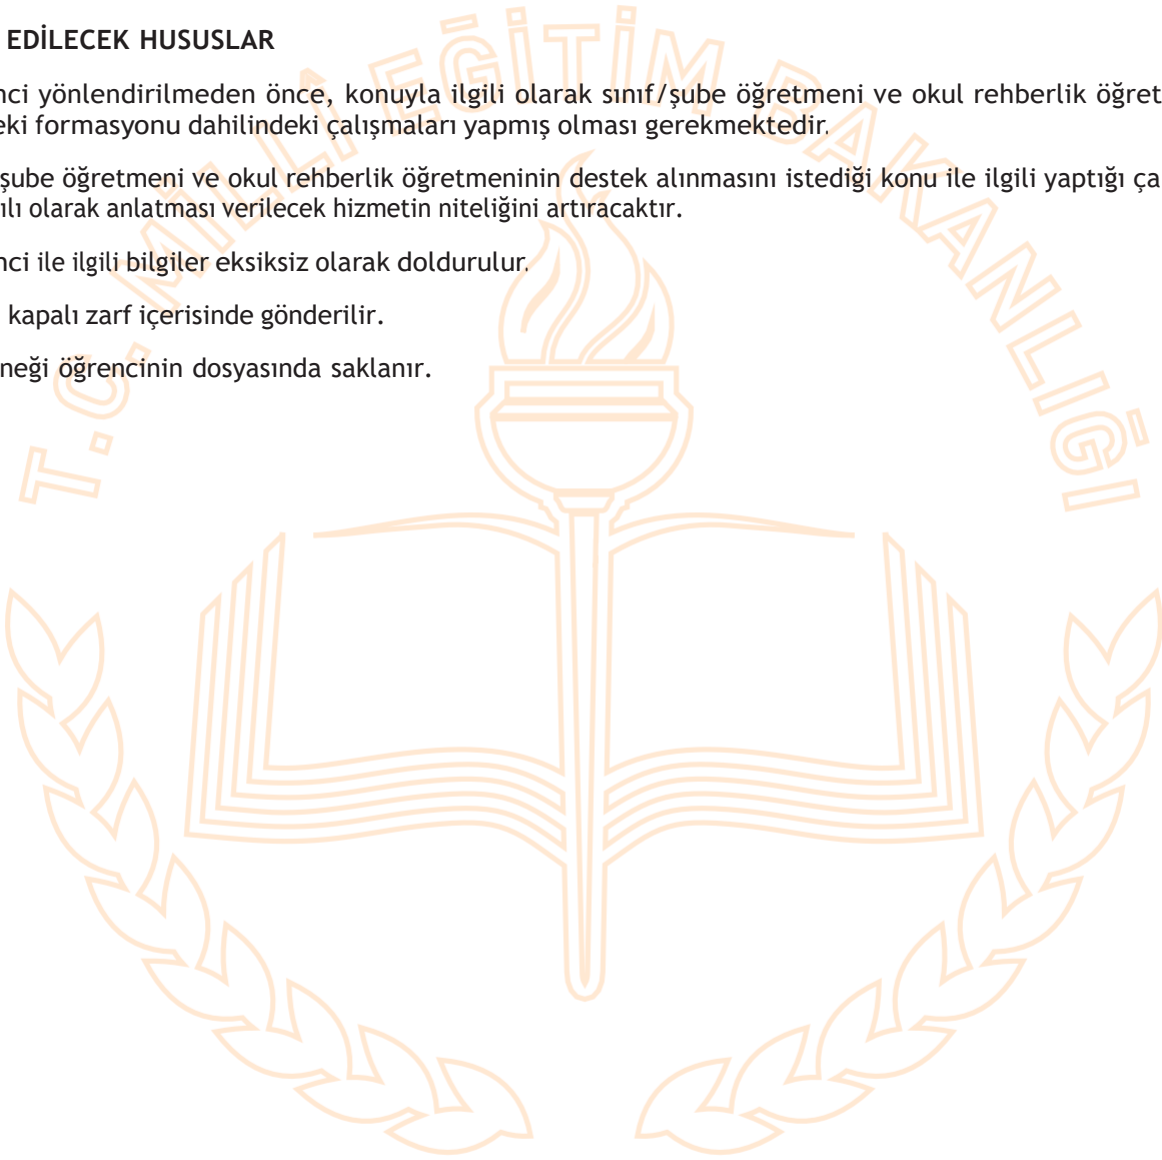 EDİLECEK HUSUSLAR
nci yönlendirilmeden önce, konuyla ilgili olarak sınıf/şube öğretmeni ve okul rehberlik öğret
eki formasyonu dahilindeki çalışmaları yapmış olması gerekmektedir.
şube öğretmeni ve okul rehberlik öğretmeninin destek alınmasını istediği konu ile ilgili yaptığı ça
ılı olarak anlatması verilecek hizmetin niteliğini artıracaktır.
nci ile ilgili bilgiler eksiksiz olarak doldurulur.
kapalı zarf içerisinde gönderilir.
neği öğrencinin dosyasında saklanır.
T.C. MİLLÎ EĞİTİM BAKANLIĞI